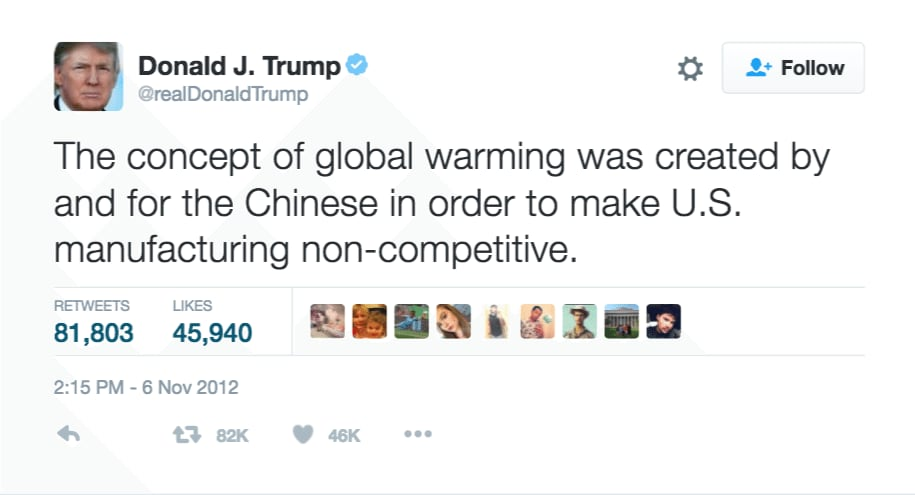 Donald J. Trump
@realDonaldTrump
Follow
The concept of global warming was created by
and for the Chinese in order to make U.S.
manufacturing non-competitive.
RETWEETS LIKES
81,803 45,940
2:15 PM - 6 Nov 2012
82K 46K